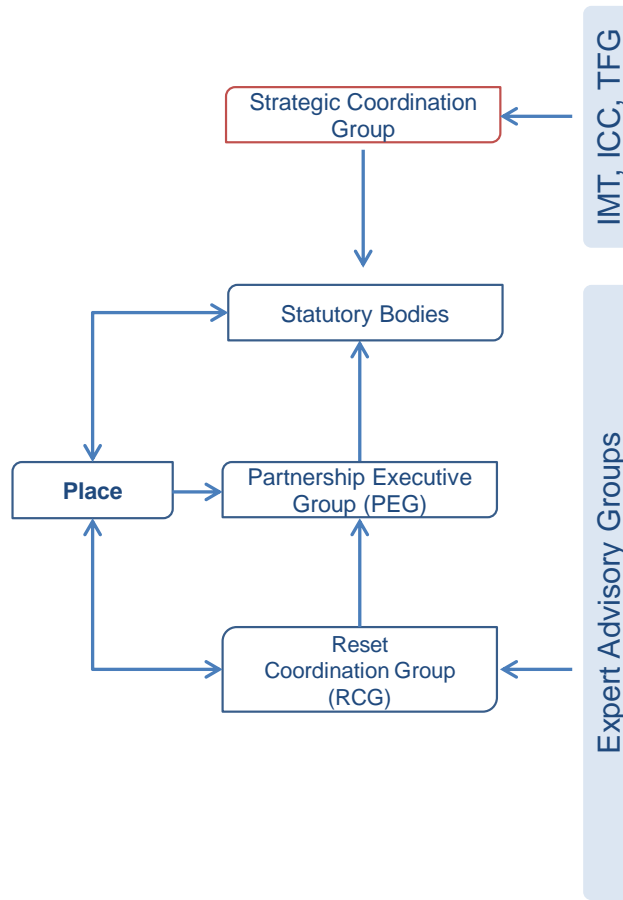 Strategic Coordination
Group
IMT, ICC, TFG
Statutory Bodies
Place
Partnership Executive
Group (PEG)
Reset
Coordination Group
(RCG)
Expert Advisory Groups